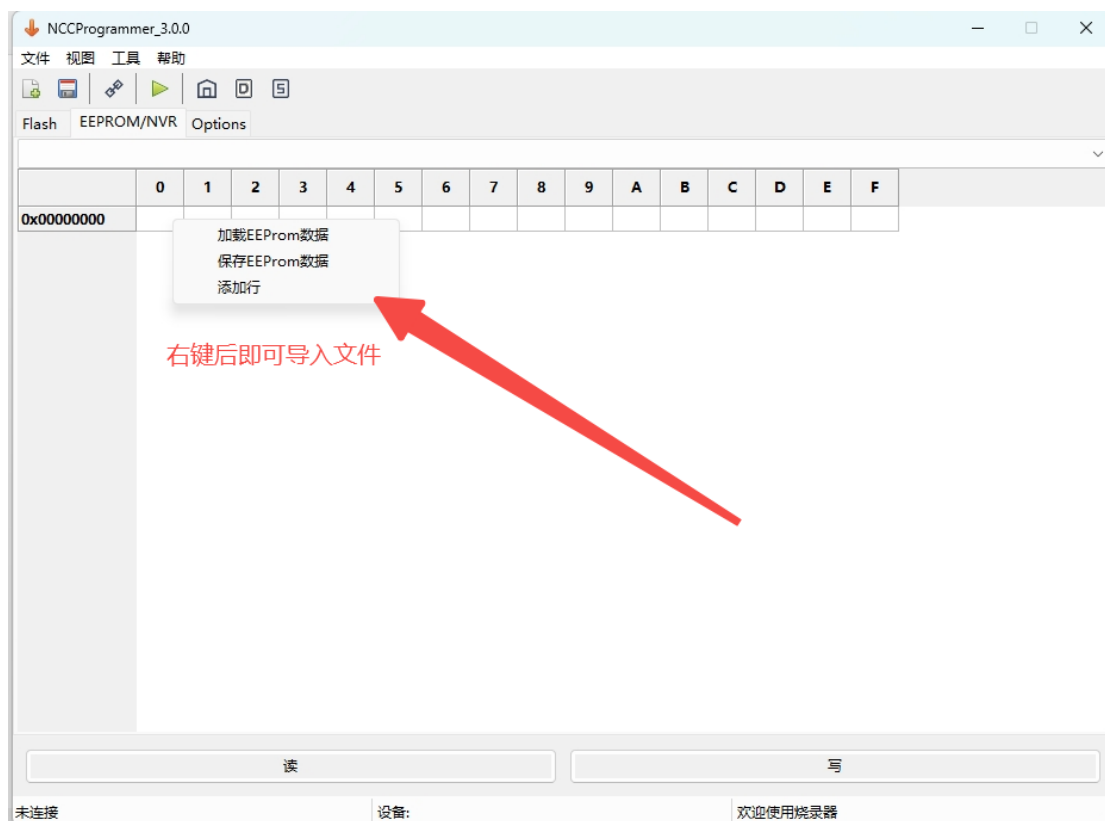 NCCProgrammer_3.0.0
文件 视图 工具 帮助
D S
Flash EEPROM/NVR Options
0 1 2 3 4 5 6 7 8 9 A B C D E F
0x00000000
加载EEProm数据
保存EEProm数据
添加行
右键后即可导入文件
读 写
未连接 设备: 欢迎使用烧录器